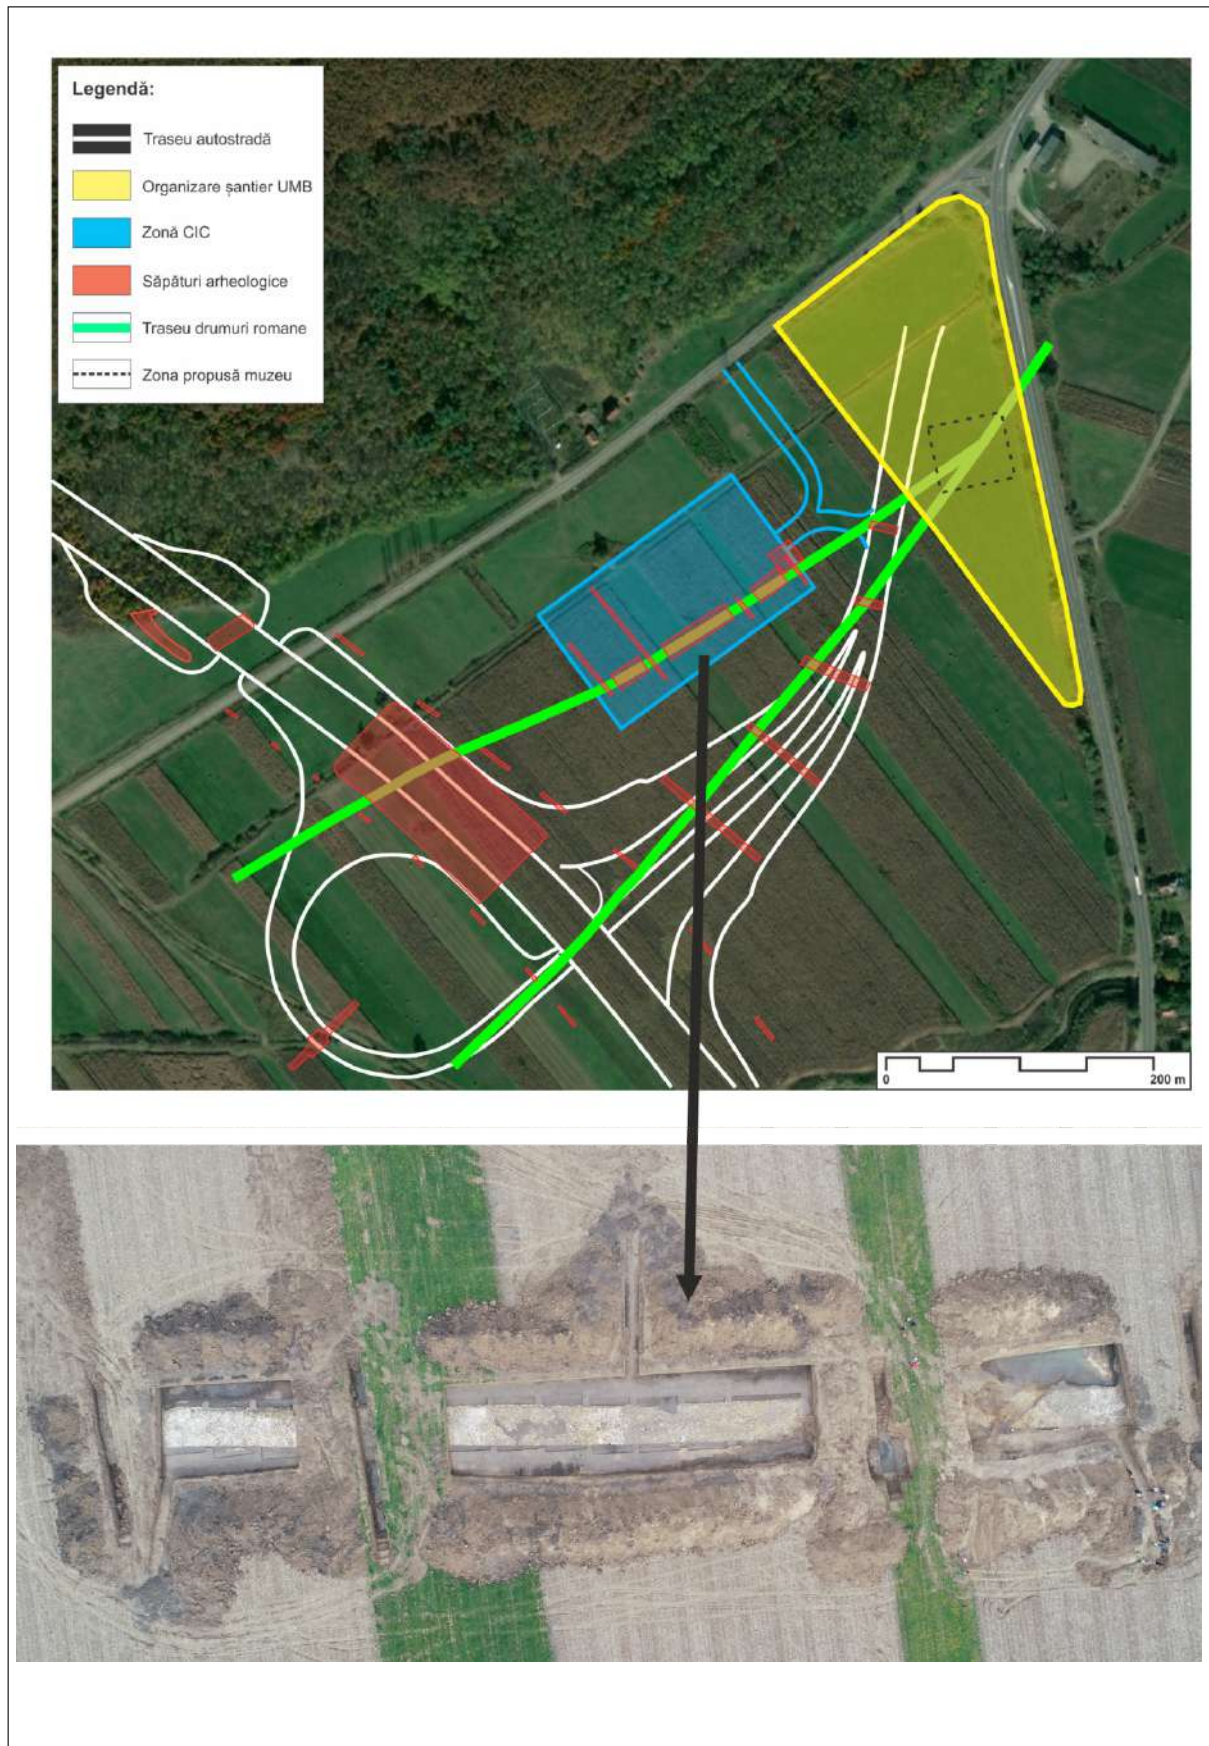 Legendă:
Traseu autostradă
Organizare șantier UMB
Zonă CIC
Săpături arheologice
Traseu drumuri romane
Zona propusă muzeu
0
200 m